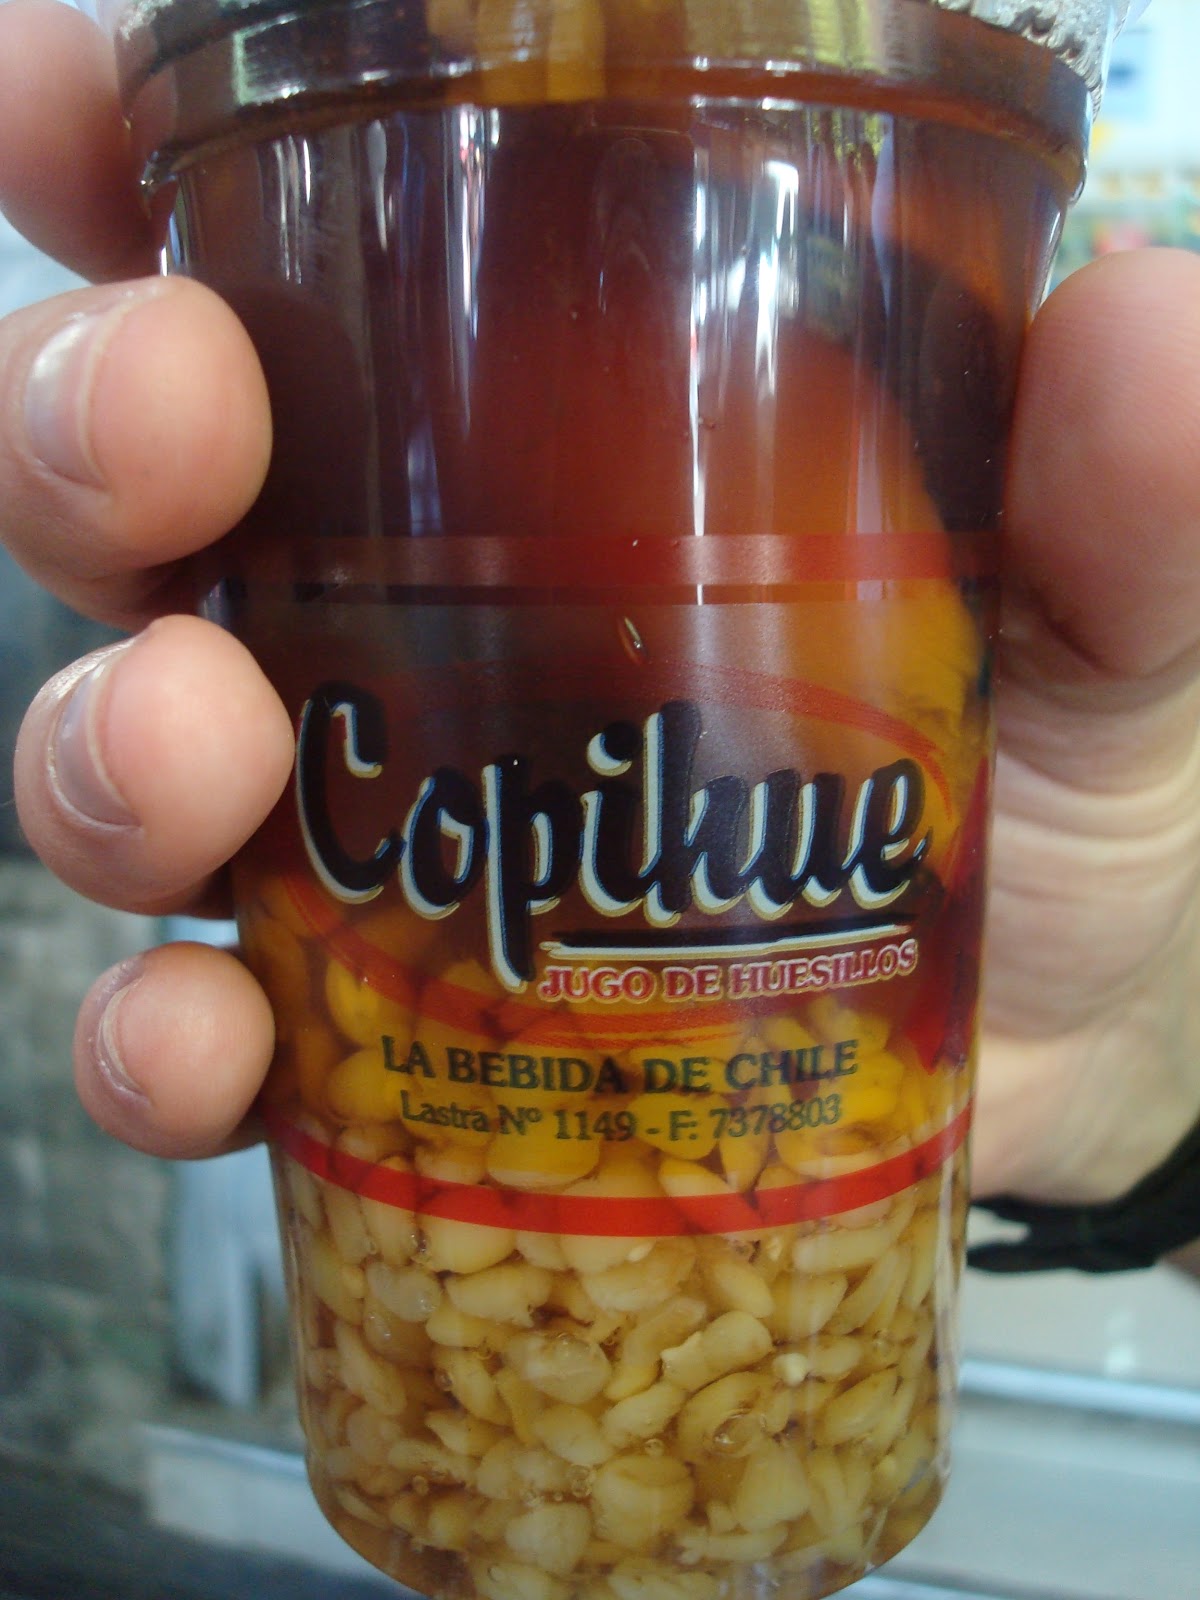 Copihue
JUGO DE HUESILLOS
LA BEBIDA DE CHILE
Lastra Nº 1149 - F: 7378803